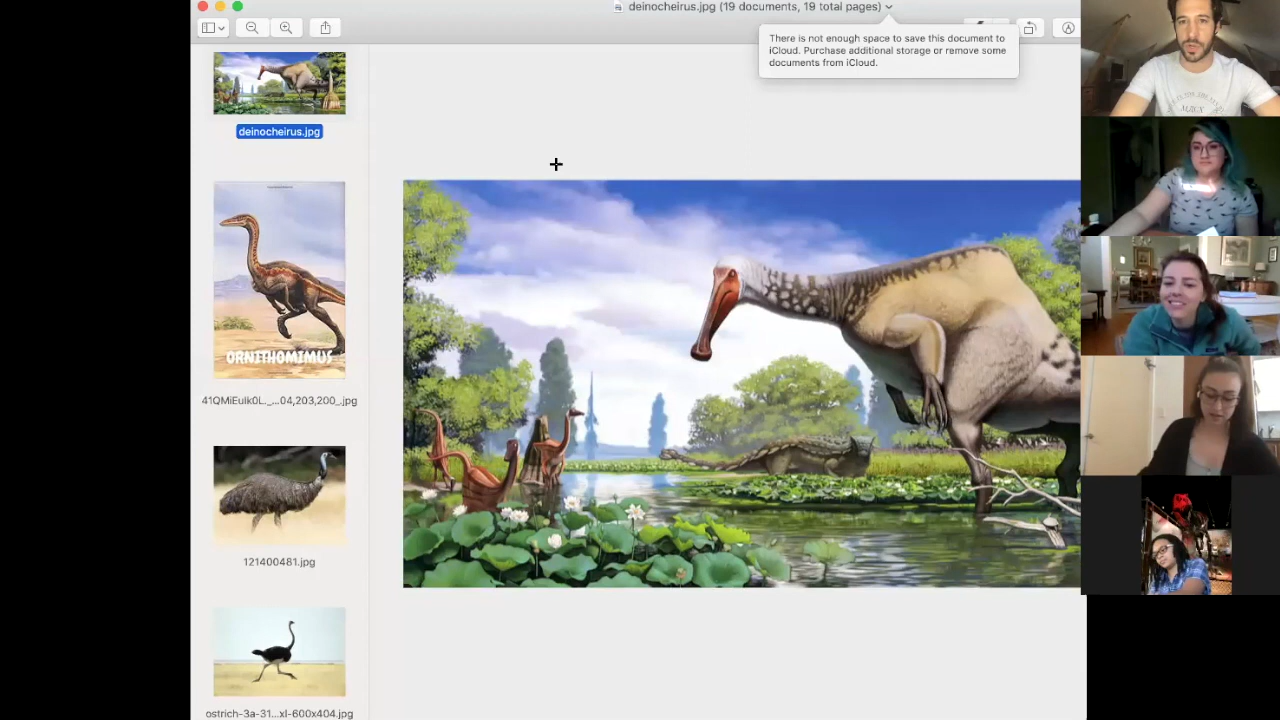 deinocheirus.jpg (19 documents, 19 total pages)
There is not enough space to save this document to
iCloud. Purchase additional storage or remove some
documents from iCloud.
deinocheirus.jpg
ORNITHOMIMUS
41QMiEulk0L._...04,203,200_.jpg
121400481.jpg
ostrich-3a-31...xl-600x404.jpg